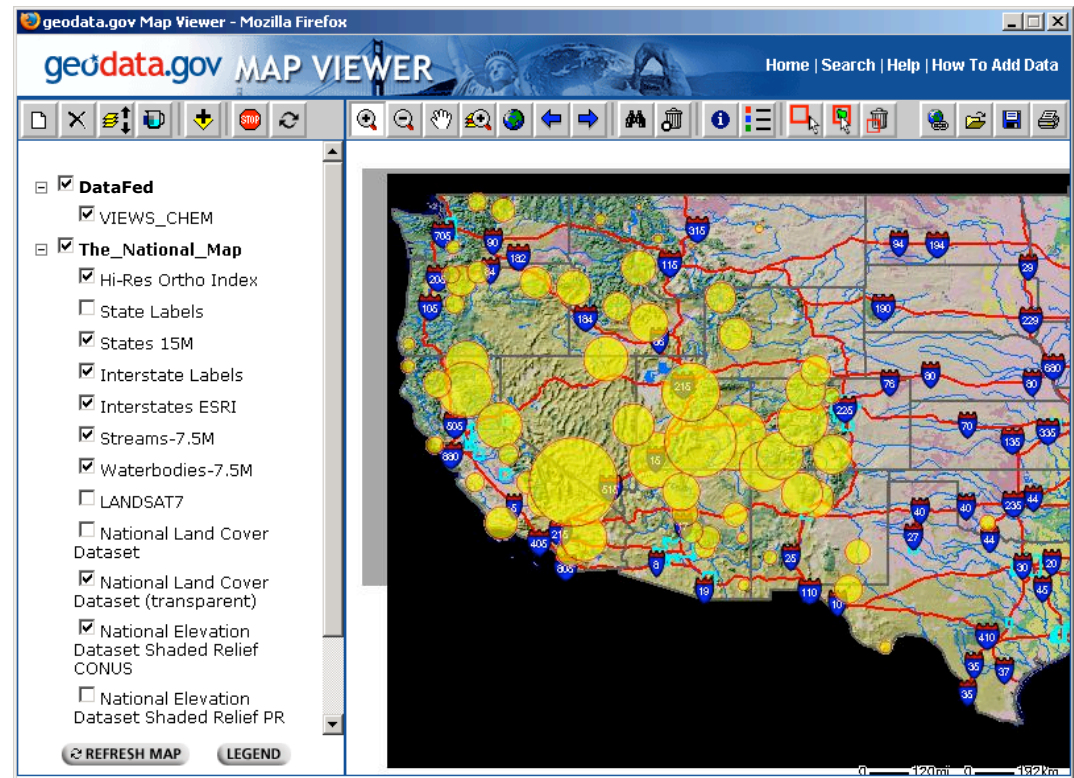 geodata.gov Map Viewer - Mozilla Firefox
geodata.gov MAP VIEWER
Home | Search | Help | How To Add Data
STOP
DataFed
VIEWS_CHEM
The_National_Map
Hi-Res Ortho Index
State Labels
States 15M
Interstate Labels
Interstates ESRI
Streams-7.5M
Waterbodies-7.5M
LANDSAT7
National Land Cover
Dataset
National Land Cover
Dataset (transparent)
National Elevation
Dataset Shaded Relief
CONUS
National Elevation
Dataset Shaded Relief PR
REFRESH MAP
LEGEND
705
90
182
84
205
105
315
115
94
194
29
184
86
190
229
215
76
80
680
80
225
505
880
70
135
335
15
515
5
405
215
805
8
17
19
25
110
10
40
27
40
235
44
44
30
20
45
410
35
37
35
0
120mi
0
192km